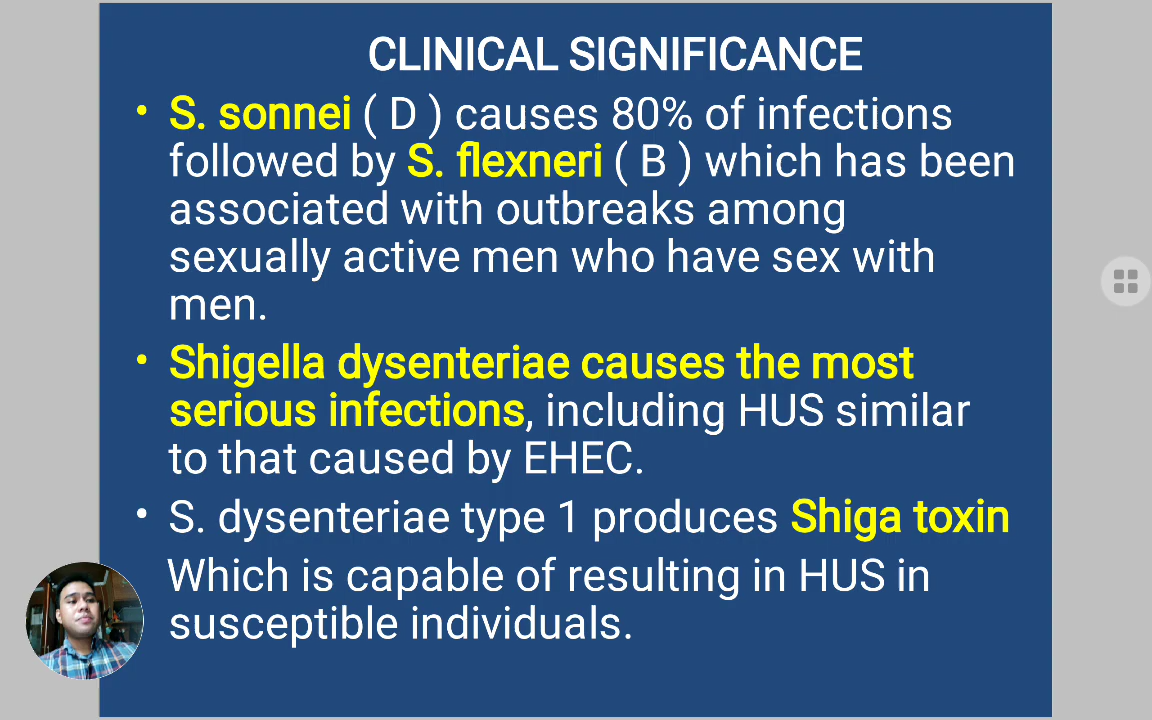 CLINICAL SIGNIFICANCE
• S. sonnei ( D ) causes 80% of infections
followed by S. flexneri ( B ) which has been
associated with outbreaks among
sexually active men who have sex with
men.
• Shigella dysenteriae causes the most
serious infections, including HUS similar
to that caused by EHEC.
• S. dysenteriae type 1 produces Shiga toxin
Which is capable of resulting in HUS in
susceptible individuals.